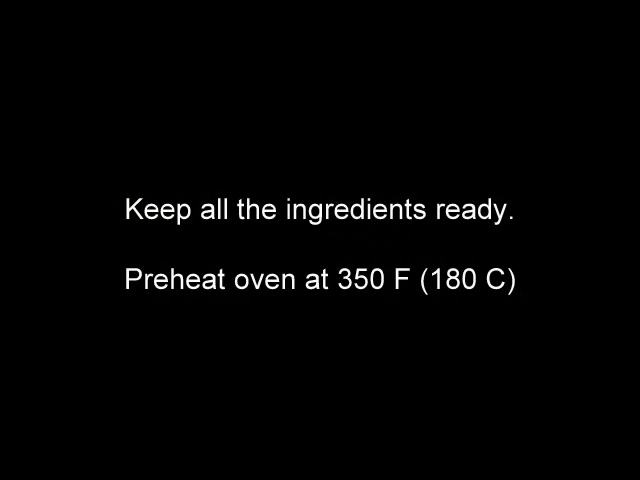 Keep all the ingredients ready.
Preheat oven at 350 F (180 C)